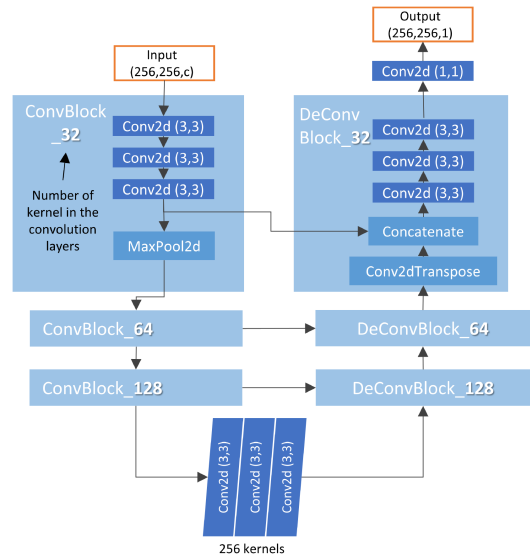 Input
(256,256,c)
ConvBlock
_32
Conv2d (3,3)
Conv2d (3,3)
Conv2d (3,3)
Number of
kernel in the
convolution
layers
MaxPool2d
ConvBlock_64
ConvBlock_128
Conv2d (3,3)
Conv2d (3,3)
Conv2d (3,3)
256 kernels
Output
(256,256,1)
Conv2d (1,1)
DeConv
Block_32
Conv2d (3,3)
Conv2d (3,3)
Conv2d (3,3)
Concatenate
Conv2dTranspose
DeConvBlock_64
DeConvBlock_128